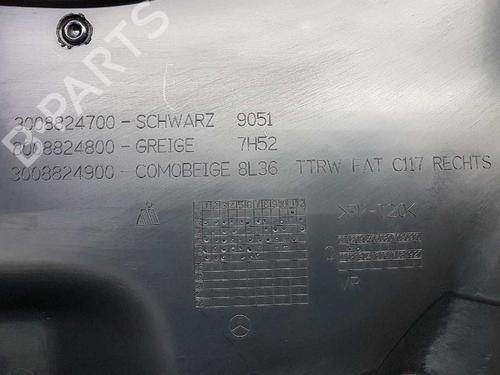 B-PARTS
3008824700 - SCHWARZ 9051
3008824800 - GREIGE 7H52
3008824900 - COMOBEIGE 8L36 TTRW FAT C117 RECHTS